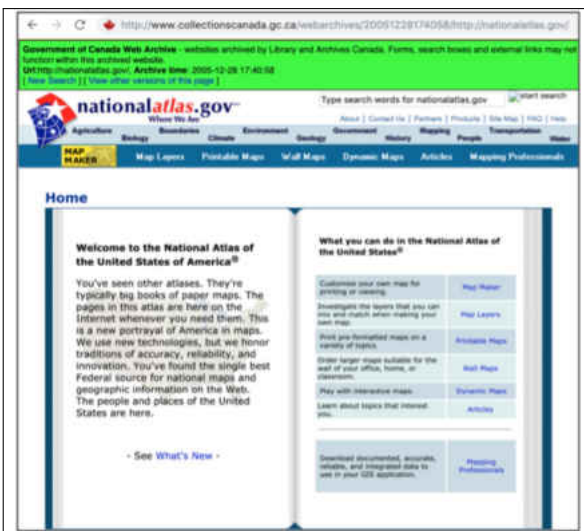 http://www.collectionscanada.gc.ca/webarchives/20051228174058/http://nationalatlas.gov/
Government of Canada Web Archive - websites archived by Library and Archives Canada. Forms, search boxes and external links may not
function within this archived website.
Url:http://nationalatlas.gov/, Archive time: 2005-12-28 17:40:58
[ New Search ] [ View other versions of this page ]
nationalatlas.gov™
Where We Are
Type search words for nationalatlas.gov
start search
About | Contact Us | Partners | Products | Site Map | FAQ | Help
Agriculture Biology Boundaries Climate Environment Geology Government History Mapping People Transportation Water
MAP MAKER Map Layers Printable Maps Wall Maps Dynamic Maps Articles Mapping Professionals
Home
Welcome to the National Atlas of
the United States of America®
You've seen other atlases. They're
typically big books of paper maps. The
pages in this atlas are here on the
Internet whenever you need them. This
is a new portrayal of America in maps.
We use new technologies, but we honor
traditions of accuracy, reliability, and
innovation. You've found the single best
Federal source for national maps and
geographic information on the Web.
The people and places of the United
States are here.
- See What's New -
What you can do in the National Atlas of
the United States®
Customize your own map for
printing or viewing.
Map Maker
Investigate the layers that you can
mix and match when making your
own map.
Map Layers
Print pre-formatted maps on a
variety of topics.
Printable Maps
Order larger maps suitable for the
wall of your office, home, or
classroom.
Wall Maps
Play with interactive maps.
Dynamic Maps
Learn about topics that interest
you.
Articles
Download documented, accurate,
reliable, and integrated data to
use in your GIS application.
Mapping
Professionals